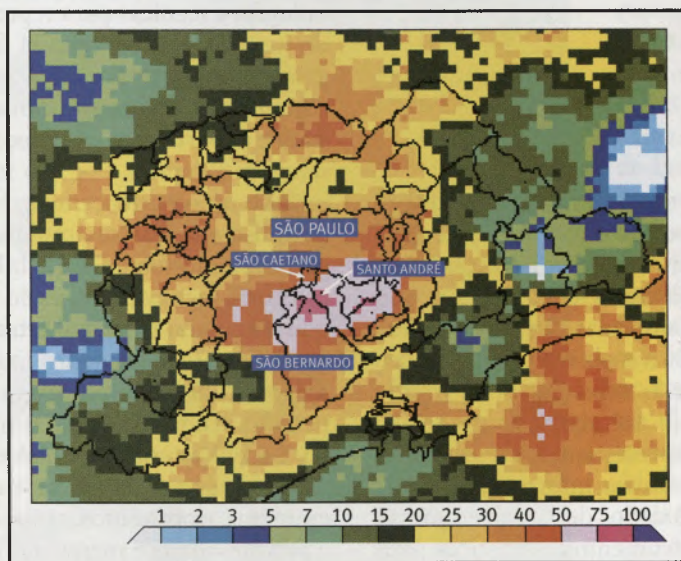 SÃO PAULO
SÃO CAETANO
SANTO ANDRÉ
SÃO BERNARDO
1 2 3 5 7 10 15 20 25 30 40 50 75 100